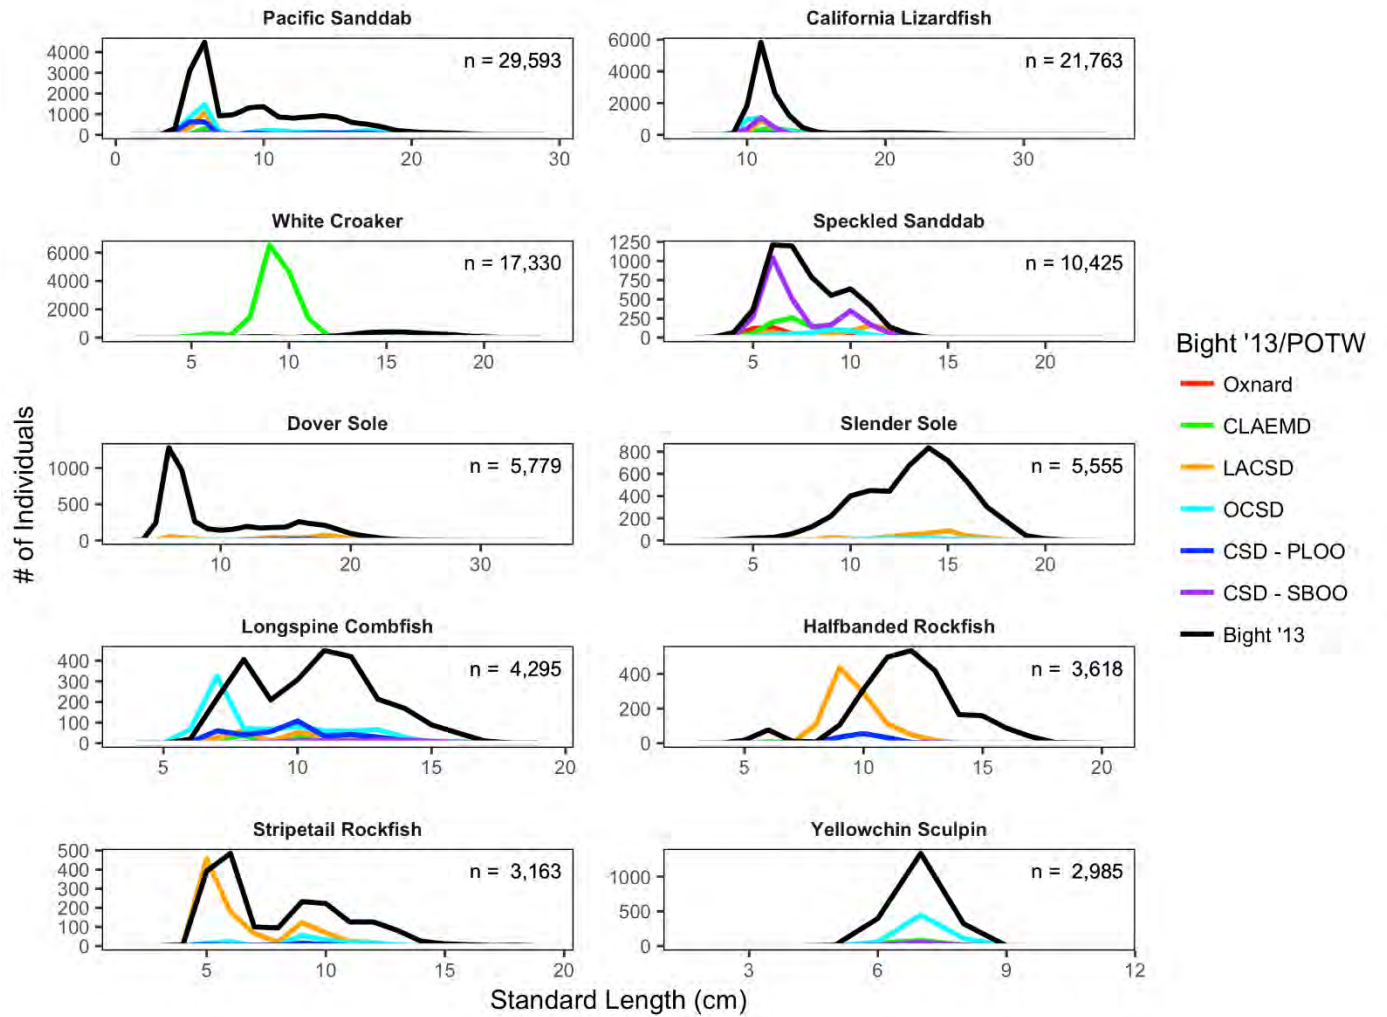 Pacific Sanddab
n = 29,593
4000
3000
2000
1000
0
0 10 20 30
California Lizardfish
n = 21,763
6000
4000
2000
0
10 20 30
White Croaker
n = 17,330
6000
4000
2000
0
5 10 15 20
Speckled Sanddab
n = 10,425
1250
1000
750
500
250
0
5 10 15 20
Dover Sole
n = 5,779
1000
500
0
10 20 30
Slender Sole
n = 5,555
800
600
400
200
0
5 10 15 20
Longspine Combfish
n = 4,295
400
300
200
100
0
5 10 15 20
Halfbanded Rockfish
n = 3,618
400
200
0
5 10 15 20
Stripetail Rockfish
n = 3,163
500
400
300
200
100
0
5 10 15 20
Yellowchin Sculpin
n = 2,985
1000
500
0
3 6 9 12
# of Individuals
Standard Length (cm)
Bight '13/POTW
Oxnard
CLAEMD
LACSD
OCSD
CSD - PLOO
CSD - SBOO
Bight '13